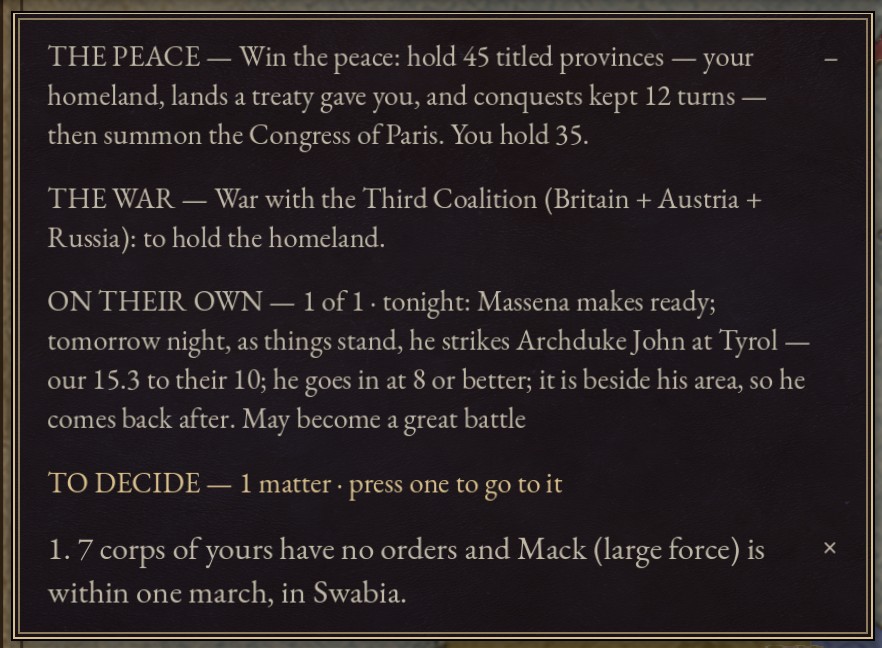 THE PEACE — Win the peace: hold 45 titled provinces — your –
homeland, lands a treaty gave you, and conquests kept 12 turns —
then summon the Congress of Paris. You hold 35.
THE WAR — War with the Third Coalition (Britain + Austria +
Russia): to hold the homeland.
ON THEIR OWN — 1 of 1 · tonight: Massena makes ready;
tomorrow night, as things stand, he strikes Archduke John at Tyrol —
our 15.3 to their 10; he goes in at 8 or better; it is beside his area, so he
comes back after. May become a great battle
TO DECIDE — 1 matter · press one to go to it
1. 7 corps of yours have no orders and Mack (large force) is ×
within one march, in Swabia.